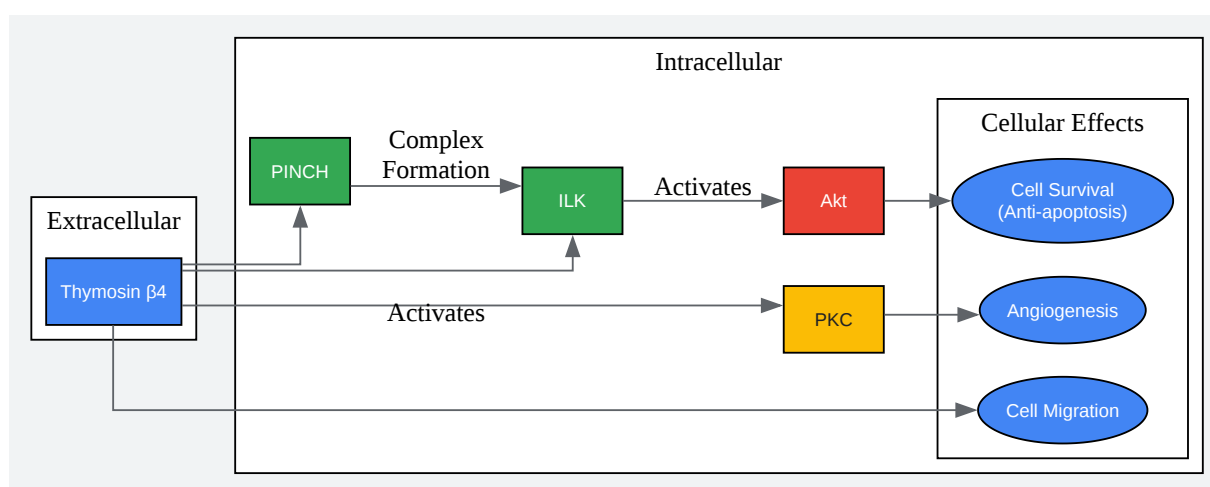 Intracellular
Cellular Effects
Complex
Formation
PINCH
ILK
Activates
Akt
Cell Survival
(Anti-apoptosis)
Extracellular
Thymosin β4
Activates
PKC
Angiogenesis
Cell Migration